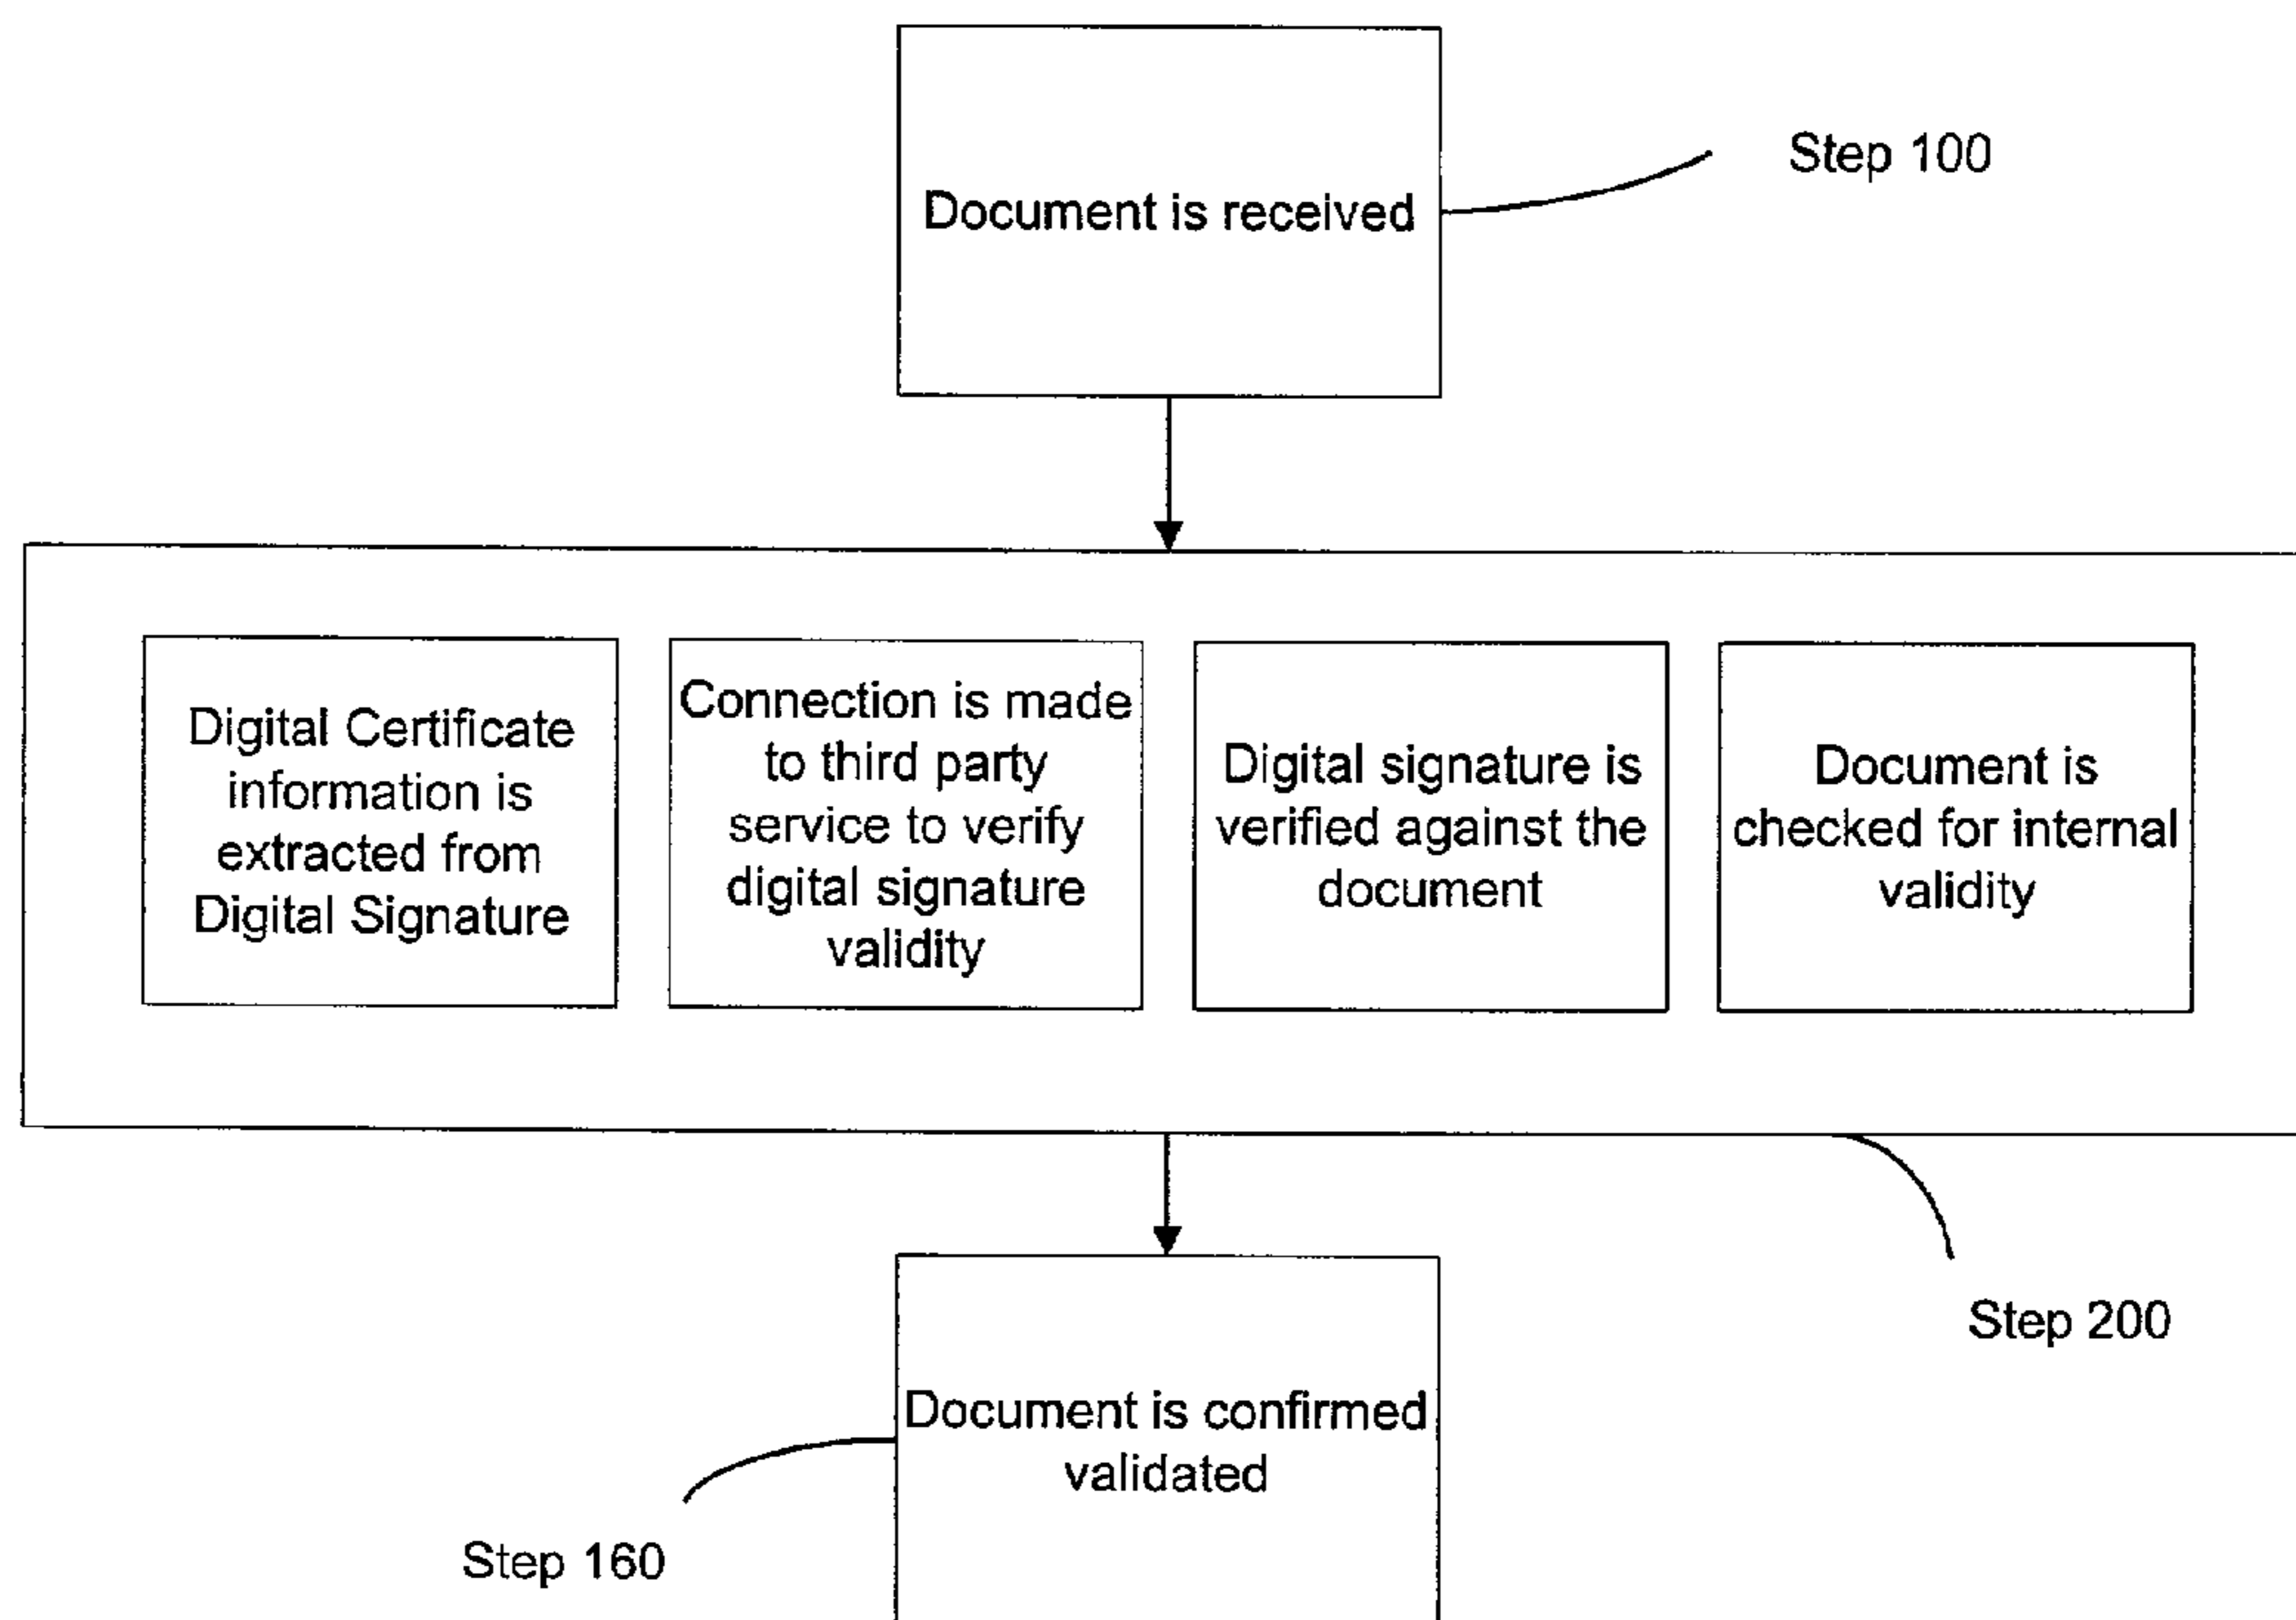 Document is received
Step 100
Digital Certificate
information is
extracted from
Digital Signature
Connection is made
to third party
service to verify
digital signature
validity
Digital signature is
verified against the
document
Document is
checked for internal
validity
Step 200
Document is confirmed
validated
Step 160